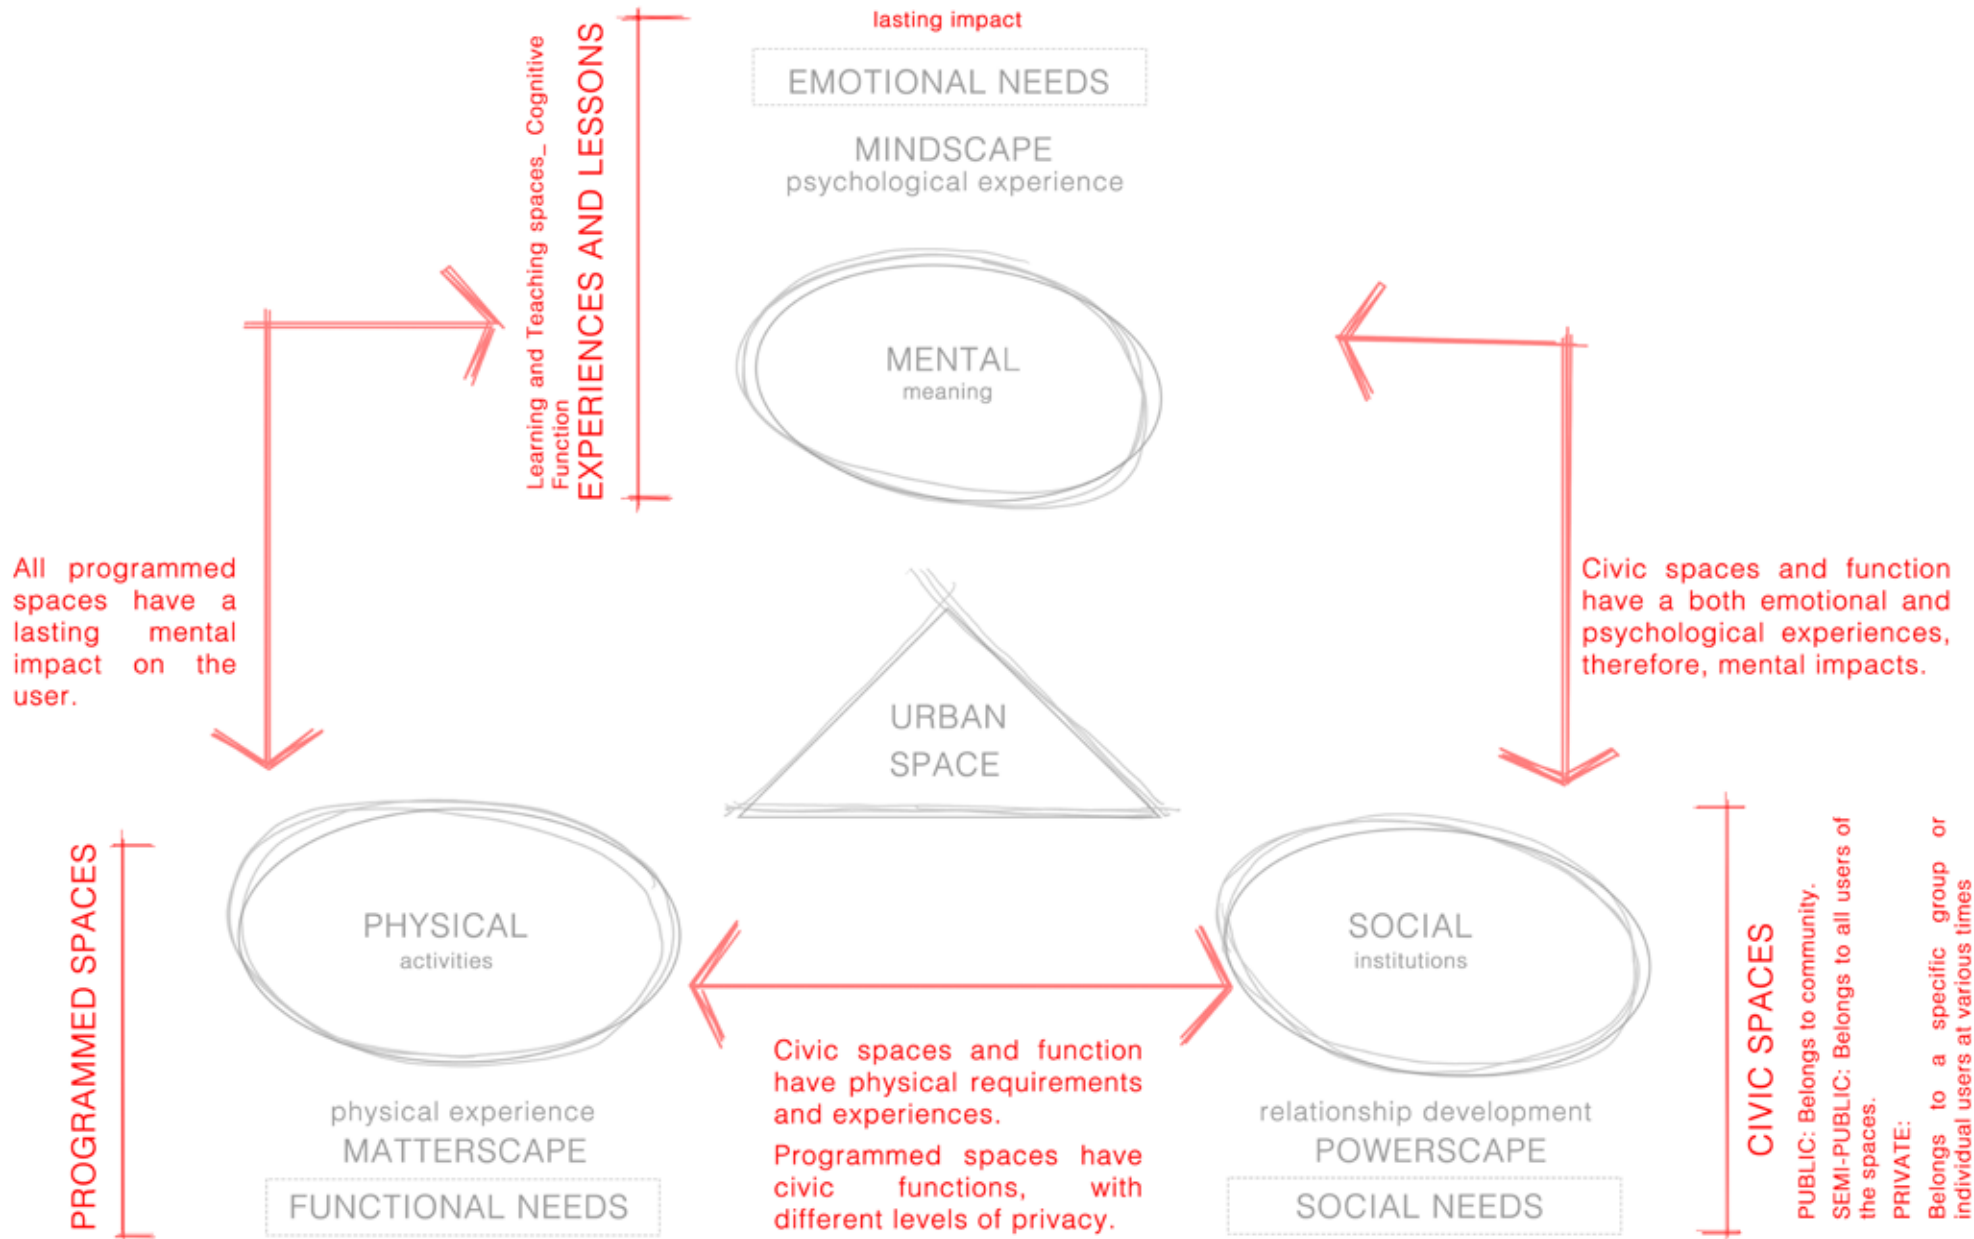 lasting impact
EMOTIONAL NEEDS
MINDSCAPE
psychological experience
Learning and Teaching spaces_ Cognitive
Function
EXPERIENCES AND LESSONS
MENTAL
meaning
All programmed
spaces have a
lasting mental
impact on the
user.
Civic spaces and function
have a both emotional and
psychological experiences,
therefore, mental impacts.
URBAN
SPACE
PROGRAMMED SPACES
PHYSICAL
activities
physical experience
MATTERSCAPE
FUNCTIONAL NEEDS
Civic spaces and function
have physical requirements
and experiences.
Programmed spaces have
civic functions, with
different levels of privacy.
SOCIAL
institutions
relationship development
POWERSCAPE
SOCIAL NEEDS
CIVIC SPACES
PUBLIC: Belongs to community.
SEMI-PUBLIC: Belongs to all users of
the spaces.
PRIVATE:
Belongs to a specific group or
individual users at various times